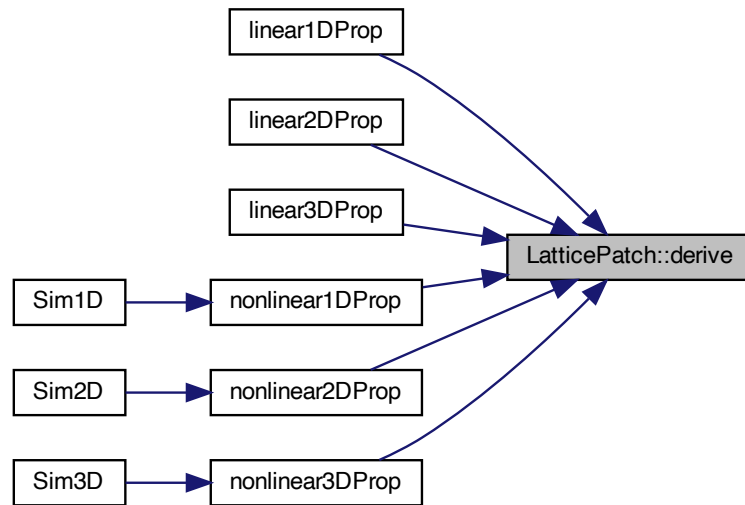 linear1DProp
linear2DProp
linear3DProp
LatticePatch::derive
Sim1D
nonlinear1DProp
Sim2D
nonlinear2DProp
Sim3D
nonlinear3DProp